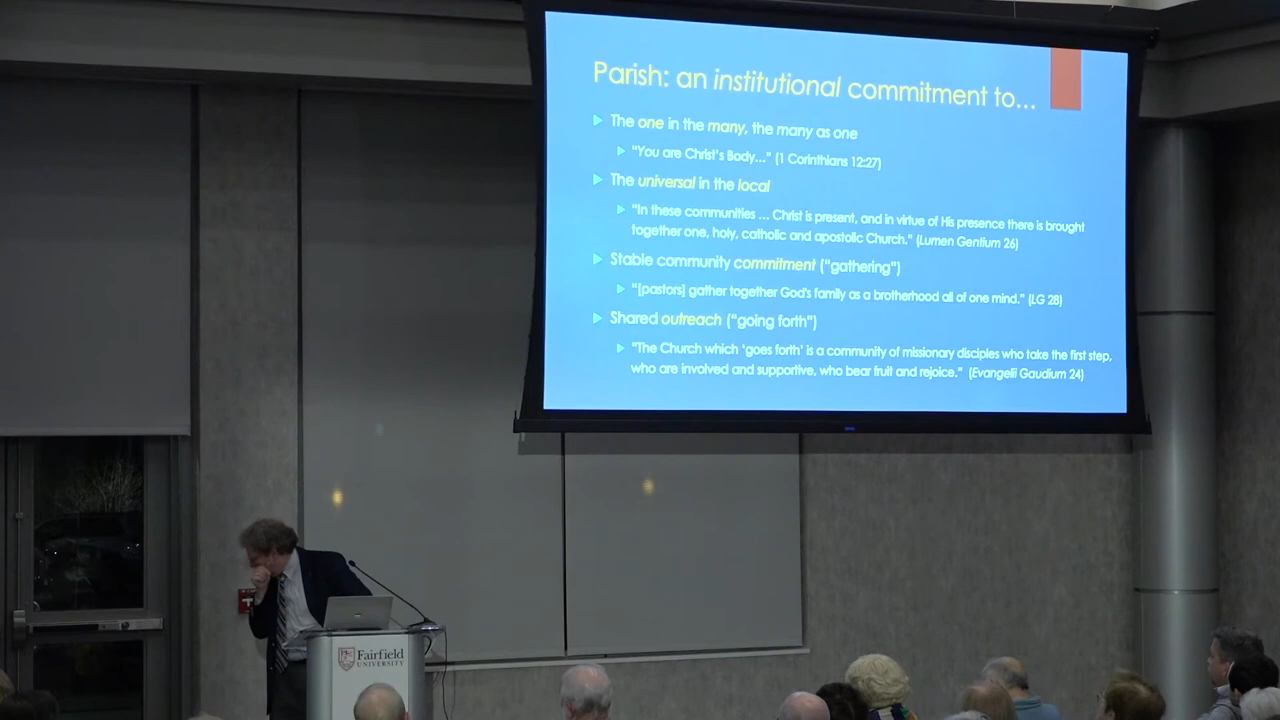 Parish: an institutional commitment to...
The one in the many, the many as one
"You are Christ's Body..." (1 Corinthians 12:27)
The universal in the local
"In these communities ... Christ is present, and in virtue of His presence there is brought
together one, holy, catholic and apostolic Church." (Lumen Gentium 26)
Stable community commitment ("gathering")
"[pastors] gather together God's family as a brotherhood all of one mind." (LG 28)
Shared outreach ("going forth")
"The Church which 'goes forth' is a community of missionary disciples who take the first step,
who are involved and supportive, who bear fruit and rejoice." (Evangelii Gaudium 24)
Fairfield
UNIVERSITY